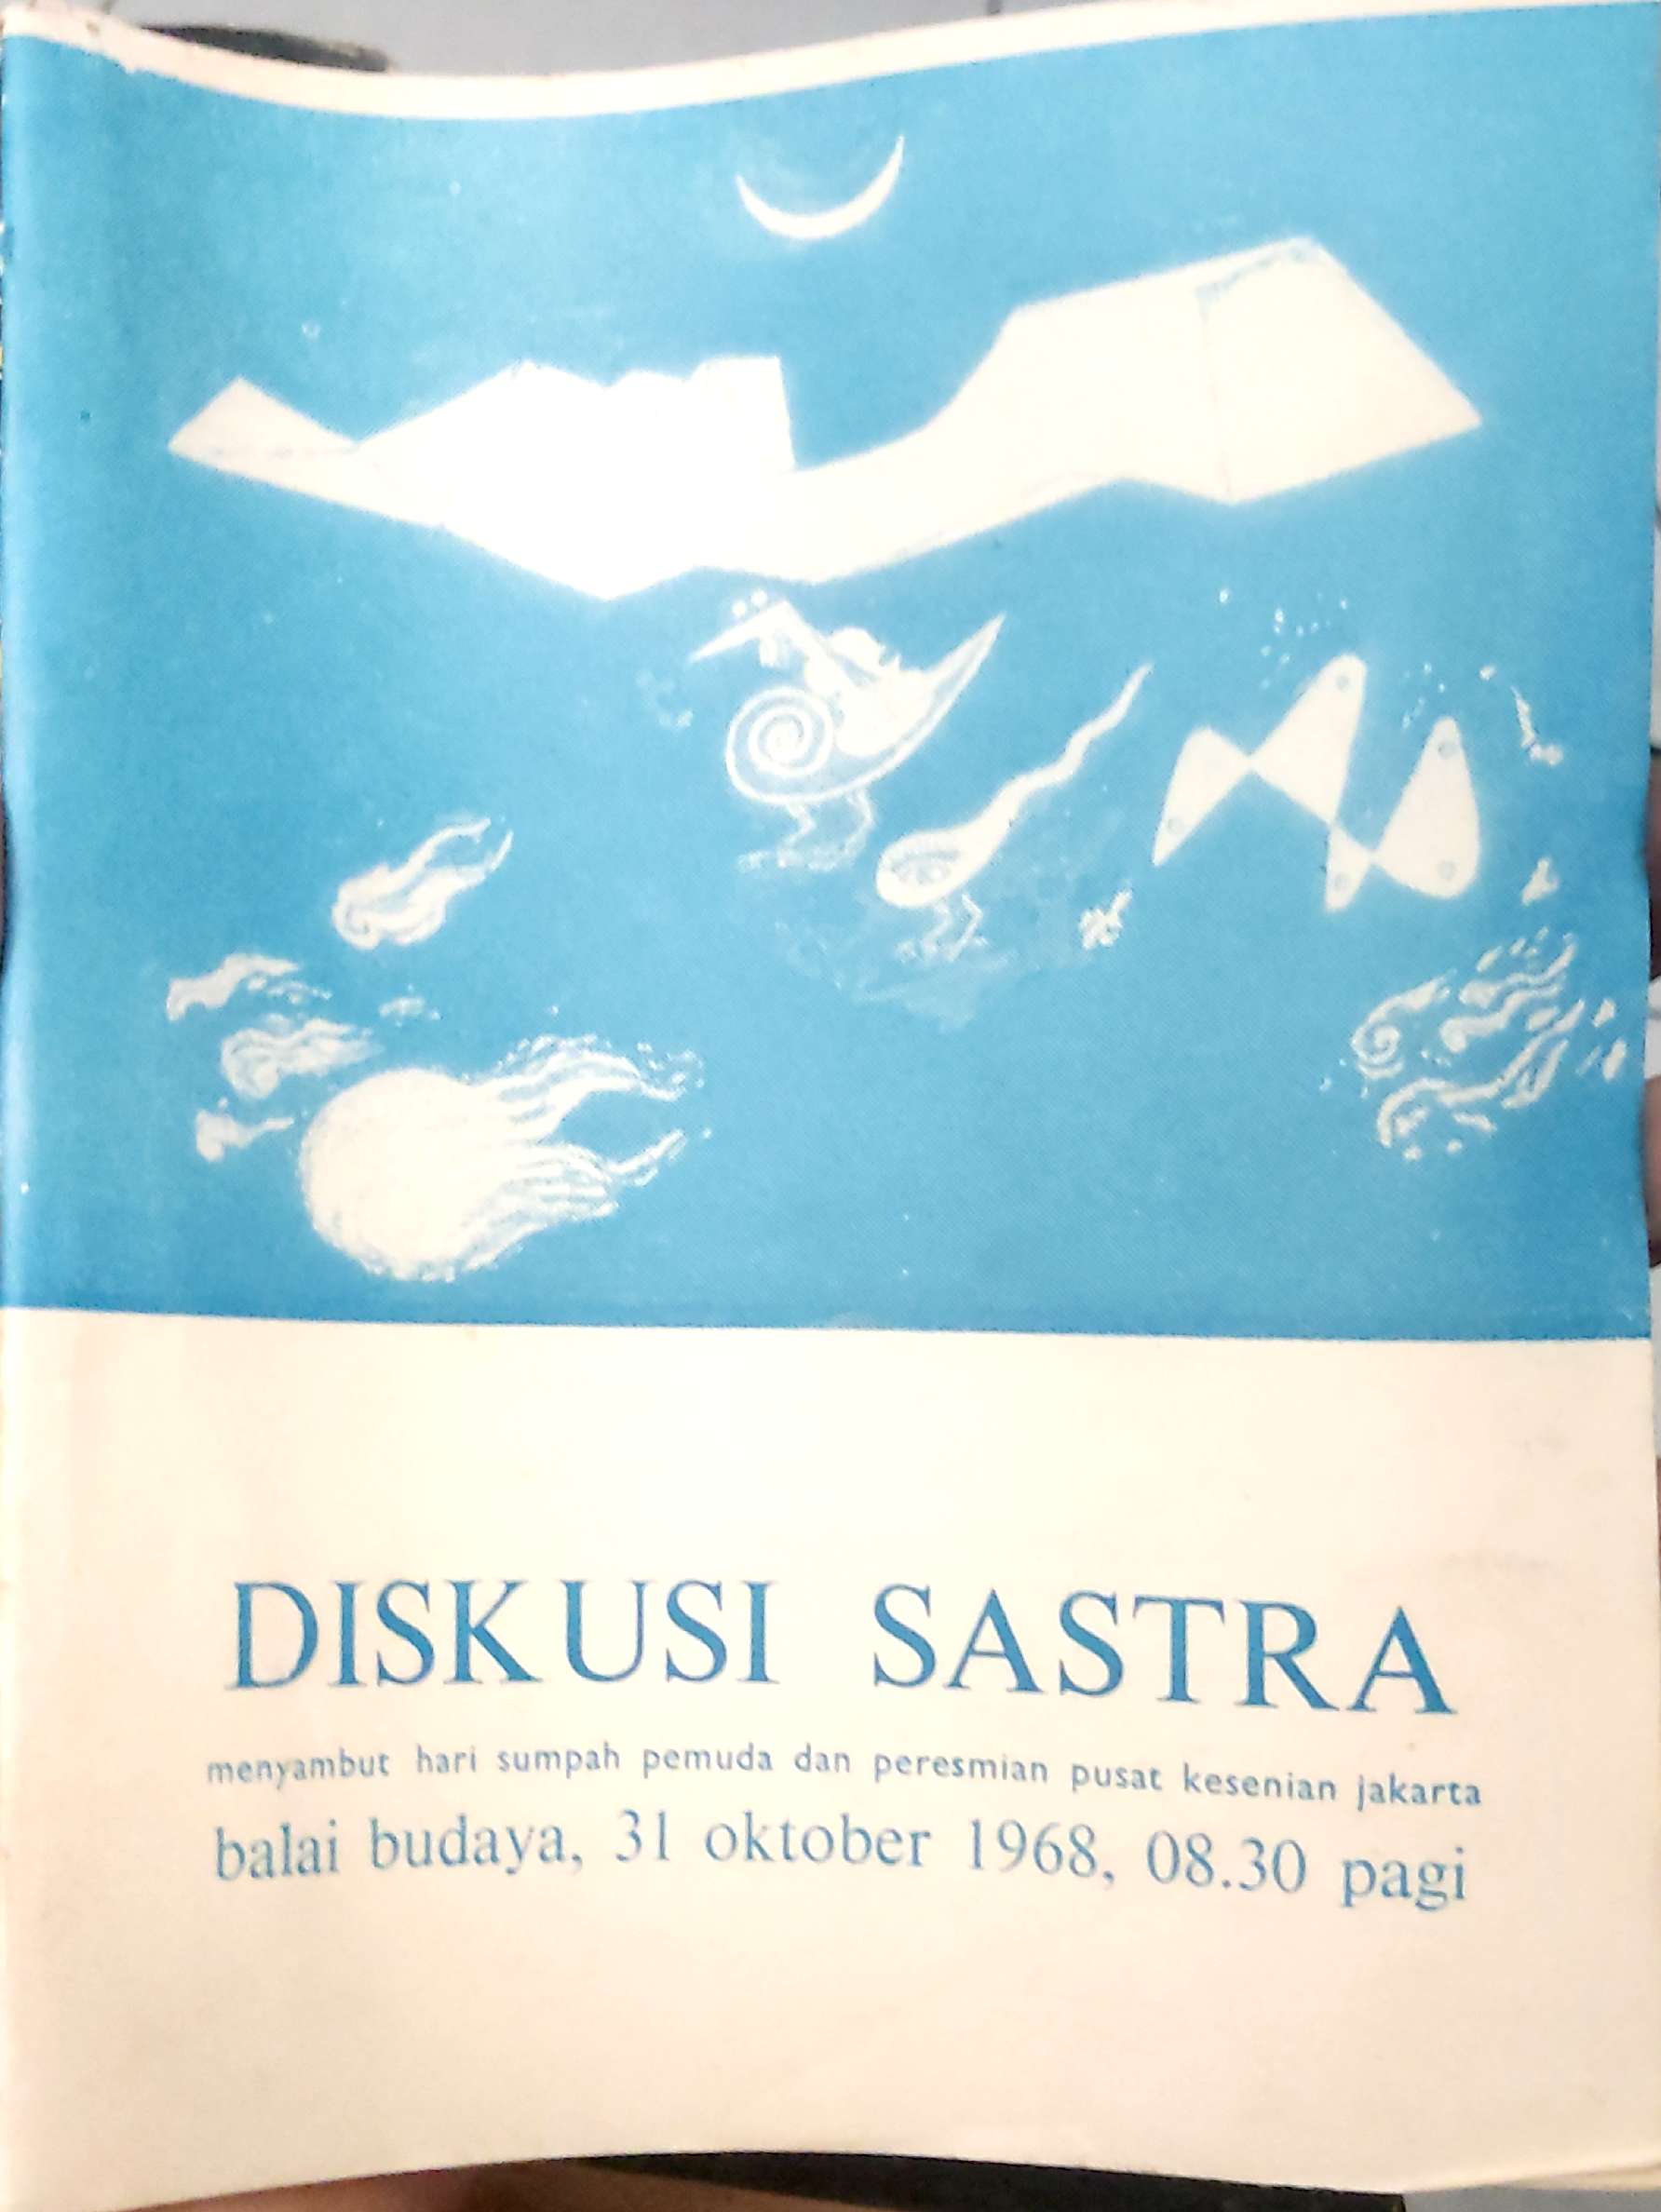 DISKUSI SASTRA
menyambut hari sumpah pemuda dan peresmian pusat kesenian jakarta
balai budaya, 31 oktober 1968, 08.30 pagi